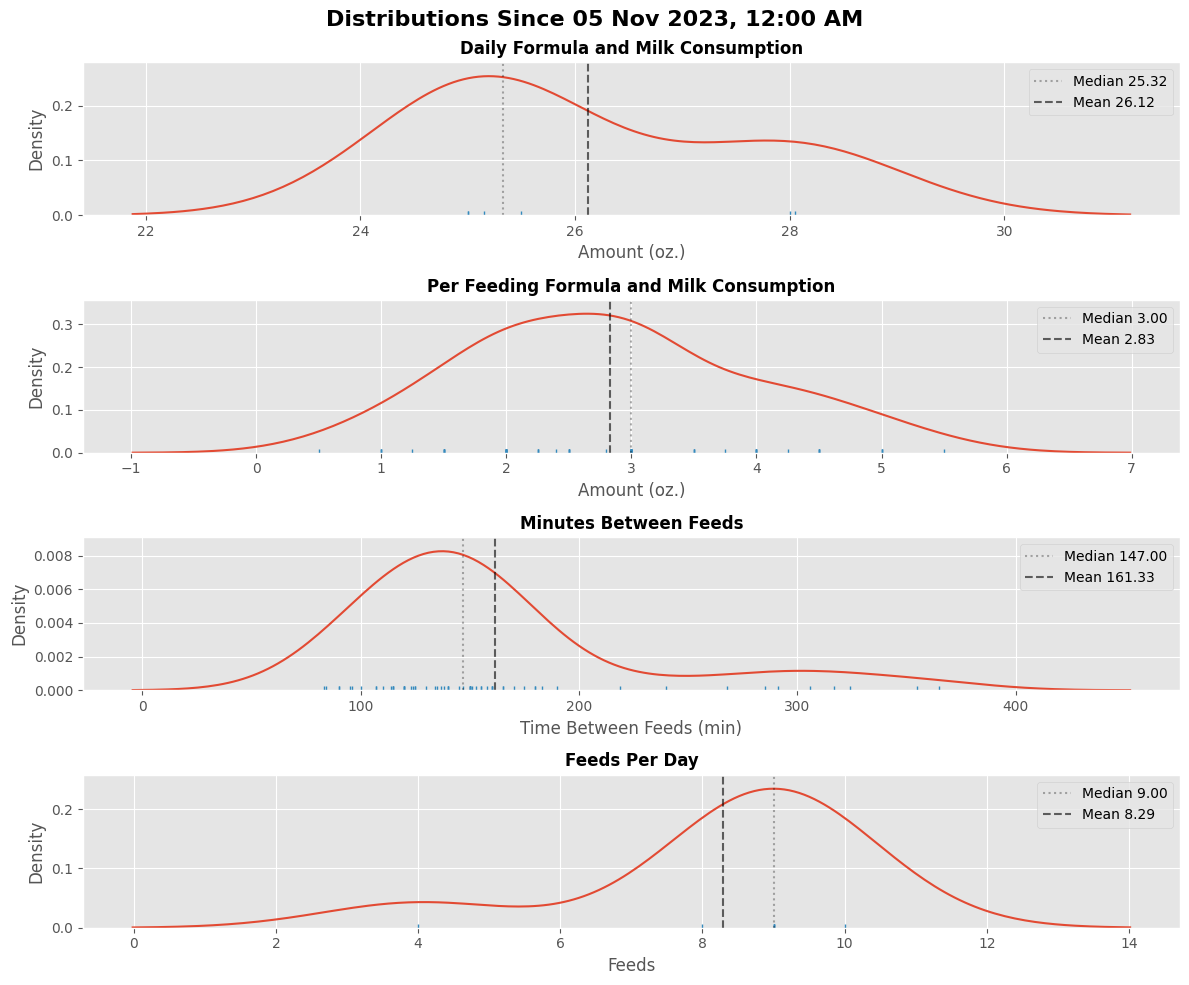 Distributions Since 05 Nov 2023, 12:00 AM
Daily Formula and Milk Consumption
Density
0.2
0.1
0.0
Median 25.32
Mean 26.12
22 24 26 28 30
Amount (oz.)
Per Feeding Formula and Milk Consumption
Density
0.3
0.2
0.1
0.0
Median 3.00
Mean 2.83
−1 0 1 2 3 4 5 6 7
Amount (oz.)
Minutes Between Feeds
Density
0.008
0.006
0.004
0.002
0.000
Median 147.00
Mean 161.33
0 100 200 300 400
Time Between Feeds (min)
Feeds Per Day
Density
0.2
0.1
0.0
Median 9.00
Mean 8.29
0 2 4 6 8 10 12 14
Feeds